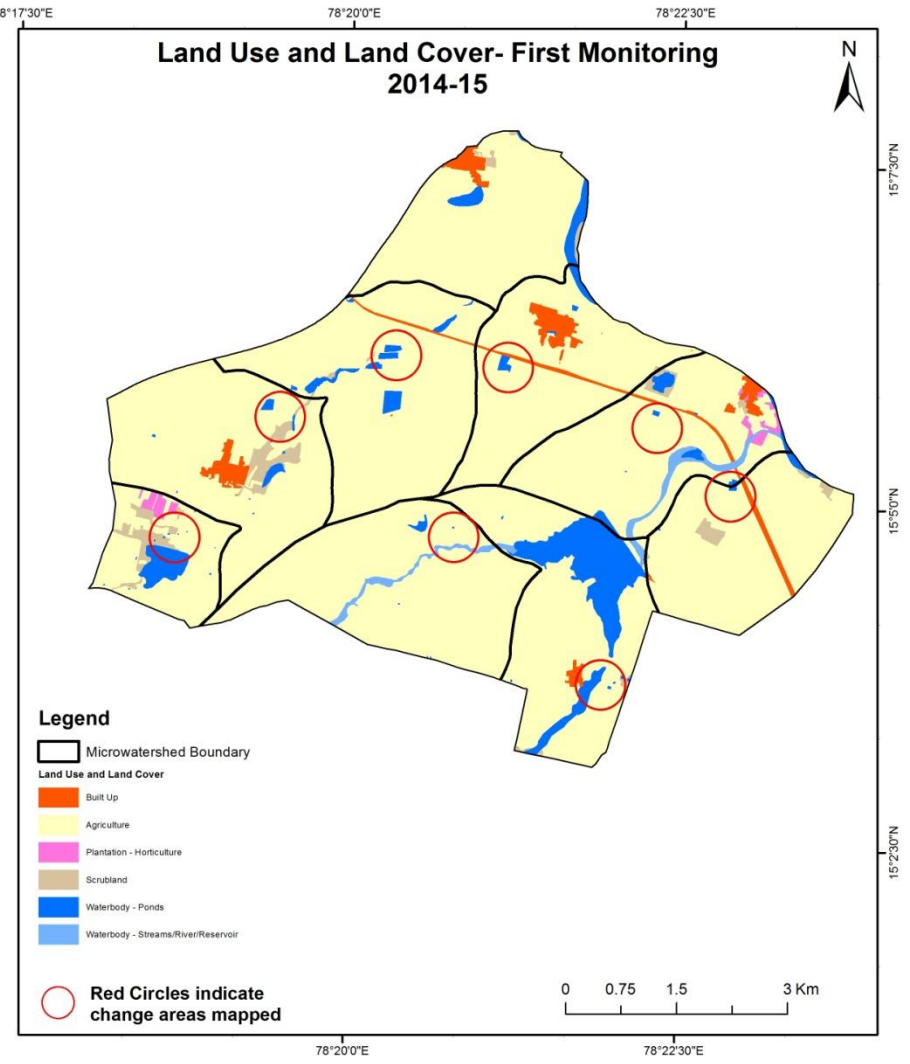 78°17'30"E
78°20'0"E
78°22'30"E
Land Use and Land Cover- First Monitoring
2014-15
N
15°7'30"N
15°5'0"N
15°2'30"N
Legend
Microwatershed Boundary
Land Use and Land Cover
Built Up
Agriculture
Plantation - Horticulture
Scrubland
Waterbody - Ponds
Waterbody - Streams/River/Reservoir
Red Circles indicate
change areas mapped
0 0.75 1.5 3 Km
78°20'0"E
78°22'30"E